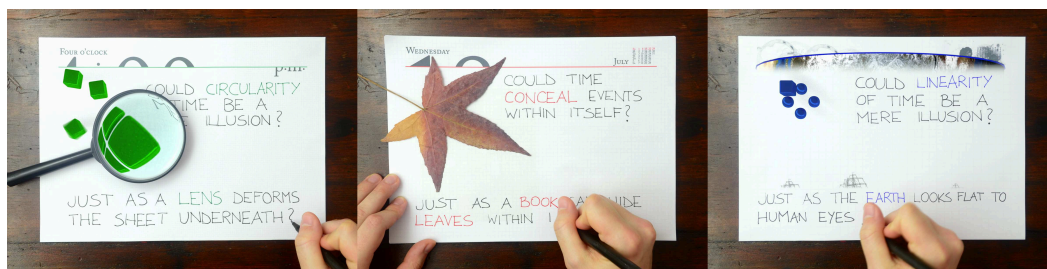 FOUR O'CLOCK
p.m.
COULD CIRCULARITY
TIME BE A
ILLUSION?
JUST AS A LENS DEFORMS
THE SHEET UNDERNEATH?
WEDNESDAY
JULY
COULD TIME
CONCEAL EVENTS
WITHIN ITSELF?
JUST AS A BOOK HIDE
LEAVES WITHIN
COULD LINEARITY
OF TIME BE A
MERE ILLUSION?
JUST AS THE EARTH LOOKS FLAT TO
HUMAN EYES